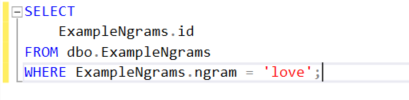 SELECT
    ExampleNgrams.id
FROM dbo.ExampleNgrams
WHERE ExampleNgrams.ngram = 'love';